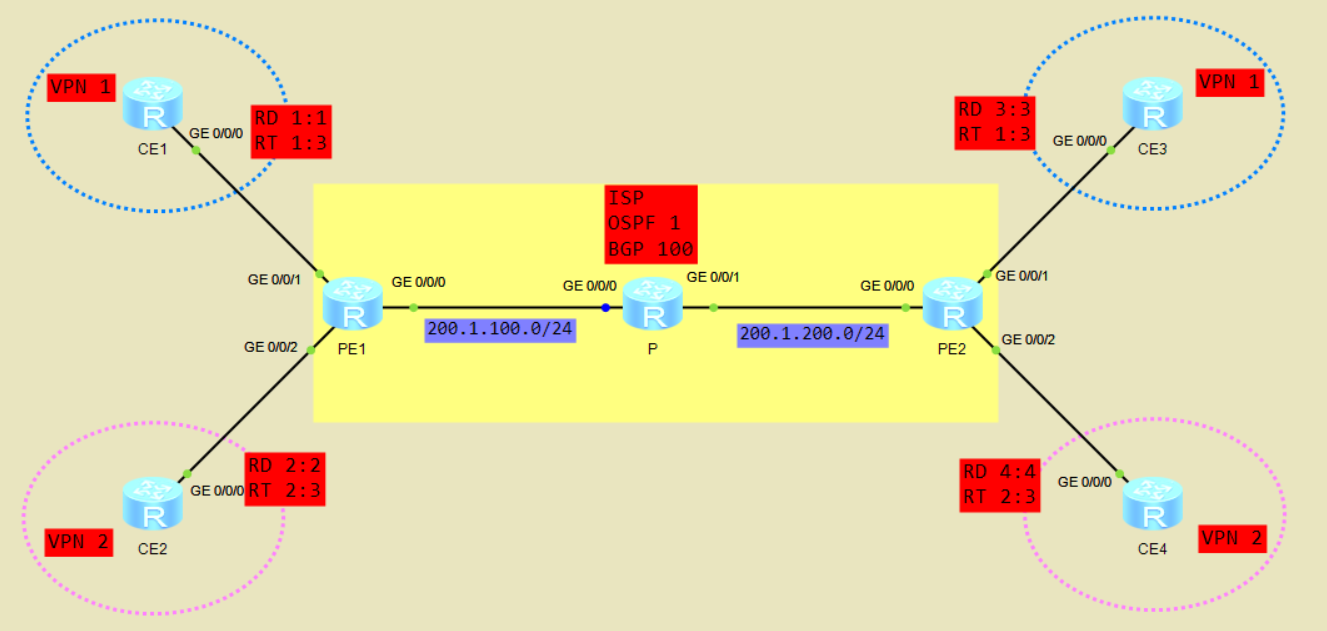 VPN 1
CE1
GE 0/0/0
RD 1:1
RT 1:3
VPN 1
CE3
GE 0/0/0
RD 3:3
RT 1:3
ISP
OSPF 1
BGP 100
GE 0/0/1
PE1
GE 0/0/0
GE 0/0/2
200.1.100.0/24
GE 0/0/0
P
GE 0/0/1
200.1.200.0/24
GE 0/0/0
PE2
GE 0/0/1
GE 0/0/2
VPN 2
CE2
GE 0/0/0
RD 2:2
RT 2:3
RD 4:4
RT 2:3
GE 0/0/0
CE4
VPN 2
R
R
R
R
R
R
R